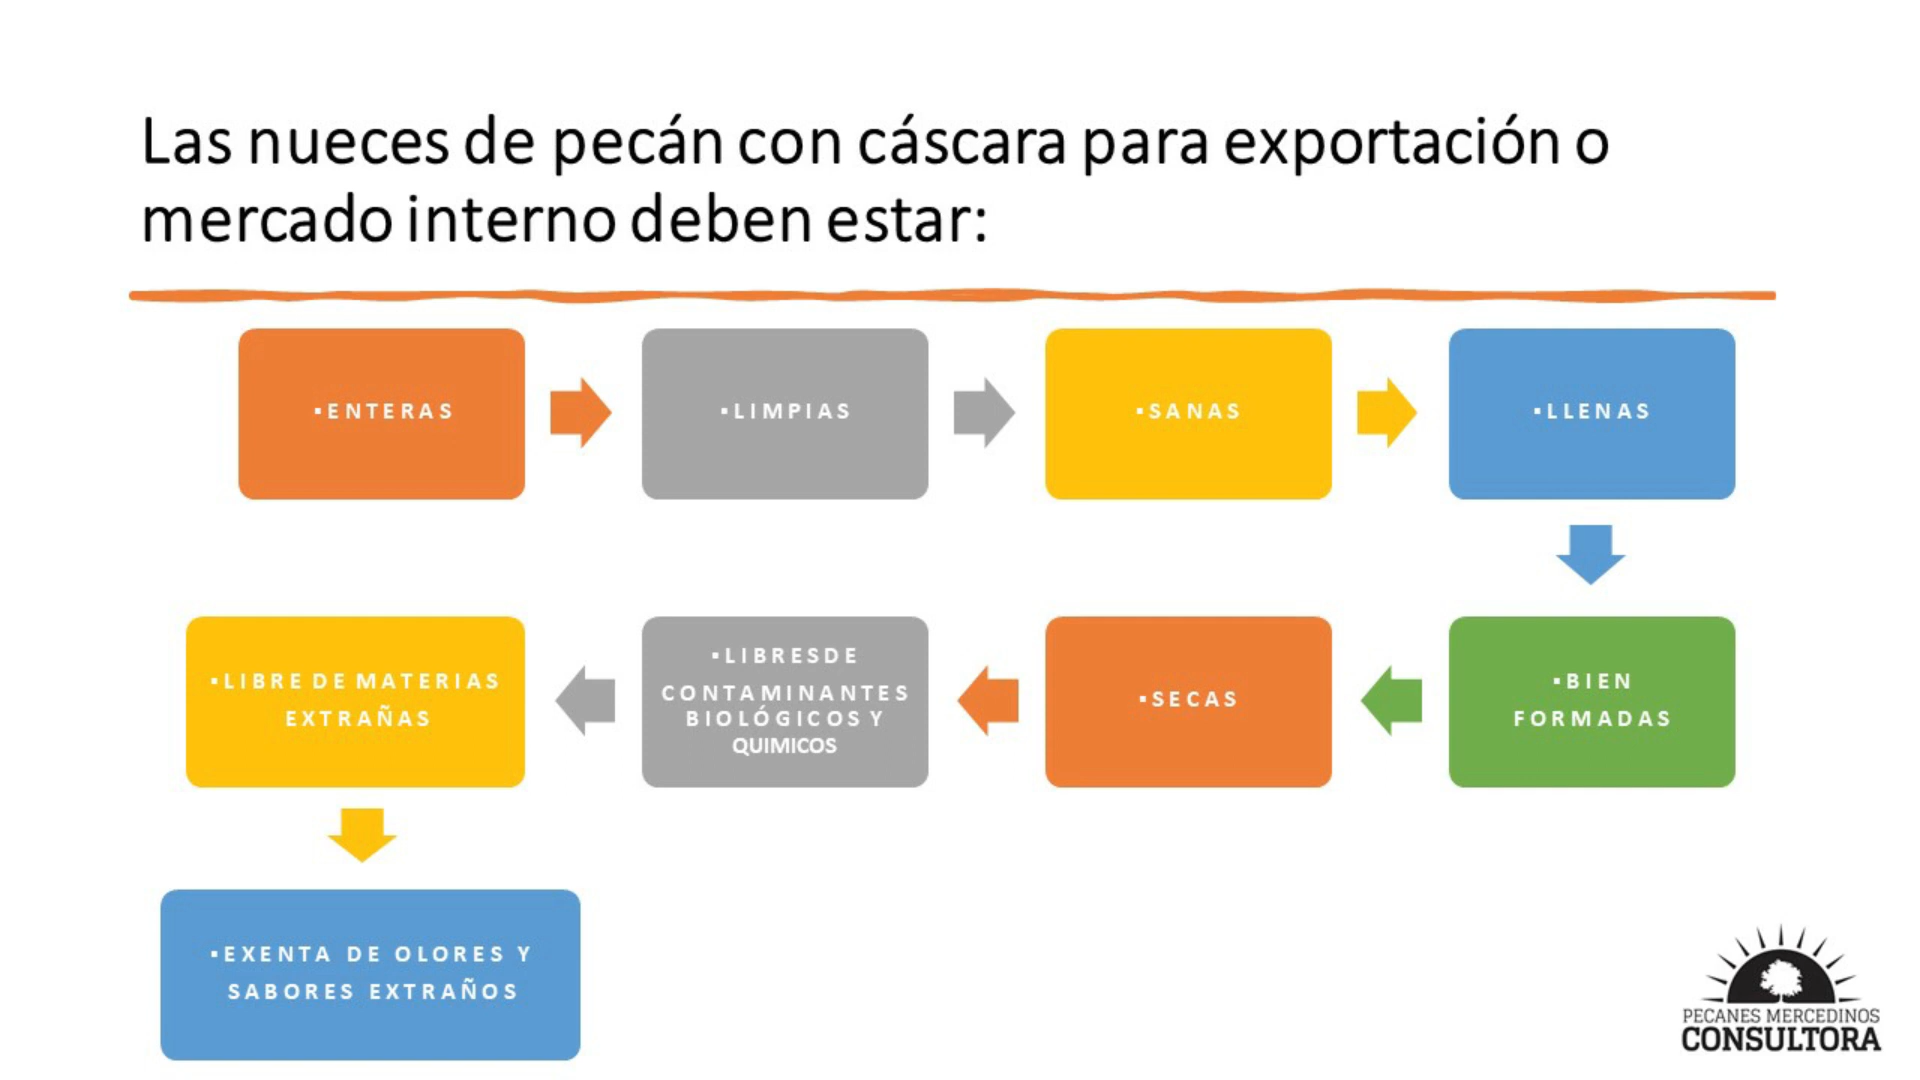 Las nueces de pecán con cáscara para exportación o
mercado interno deben estar:
▪ENTERAS
▪LIMPIAS
▪SANAS
▪LLENAS
▪BIEN
FORMADAS
▪SECAS
▪LIBRESDE
CONTAMINANTES
BIOLÓGICOS Y
QUIMICOS
▪LIBRE DE MATERIAS
EXTRAÑAS
▪EXENTA DE OLORES Y
SABORES EXTRAÑOS
PECANES MERCEDINOS
CONSULTORA